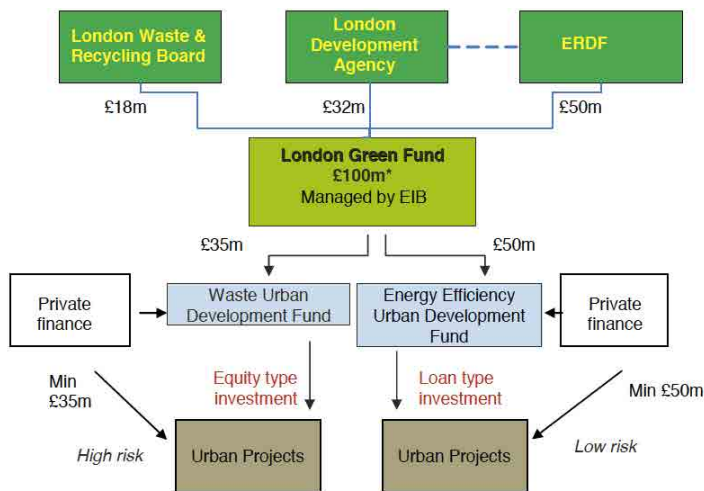 London Waste &
Recycling Board
London
Development
Agency
ERDF
£18m
£32m
£50m
London Green Fund
£100m*
Managed by EIB
£35m
£50m
Private
finance
Waste Urban
Development Fund
Energy Efficiency
Urban Development
Fund
Private
finance
Min
£35m
Equity type
investment
Loan type
investment
Min £50m
High risk
Urban Projects
Urban Projects
Low risk